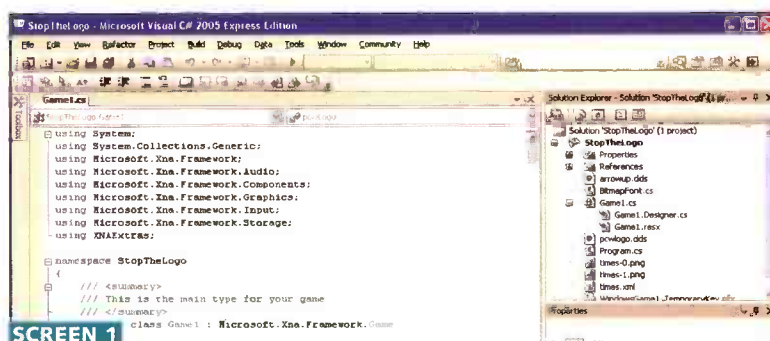 StopTheLogo - Microsoft Visual C# 2005 Express Edition
File Edit View Refactor Project Build Debug Data Tools Window Community Help
Game1.cs
using System;
using System.Collections.Generic;
using Microsoft.Xna.Framework;
using Microsoft.Xna.Framework.Audio;
using Microsoft.Xna.Framework.Components;
using Microsoft.Xna.Framework.Graphics;
using Microsoft.Xna.Framework.Input;
using Microsoft.Xna.Framework.Storage;
using XNAExtras;
namespace StopTheLogo
{
/// <summary>
/// This is the main type for your game
/// </summary>
class Game1 : Microsoft.Xna.Framework.Game
SCREEN 1
Toolbox
Solution Explorer - Solution 'StopTheLogo' (1 pr...
Solution 'StopTheLogo' (1 project)
StopTheLogo
Properties
References
arrowup.dds
BitmapFont.cs
Game1.cs
Game1.Designer.cs
Game1.resx
pcwlogo.dds
Program.cs
times-0.png
times-1.png
times.xml
WindowsGame1_TemporaryKey.pfx
Properties